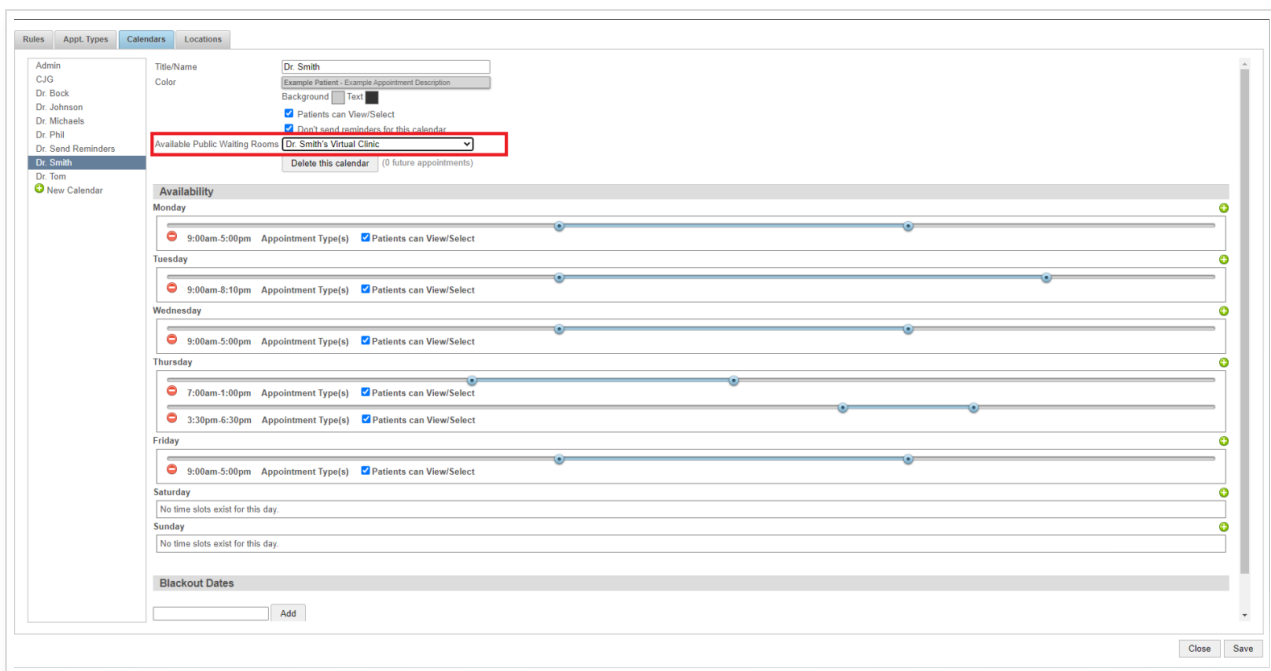 Rules Appt. Types Calendars Locations
Admin
CJG
Dr. Bock
Dr. Johnson
Dr. Michaels
Dr. Phil
Dr. Send Reminders
Dr. Smith
Dr. Tom
New Calendar
Title/Name Dr. Smith
Color Example Patient - Example Appointment Description
Background Text
Patients can View/Select
Don't send reminders for this calendar
Available Public Waiting Rooms Dr. Smith's Virtual Clinic
Delete this calendar (0 future appointments)
Availability
Monday
9:00am-5:00pm Appointment Type(s) Patients can View/Select
Tuesday
9:00am-8:10pm Appointment Type(s) Patients can View/Select
Wednesday
9:00am-5:00pm Appointment Type(s) Patients can View/Select
Thursday
7:00am-1:00pm Appointment Type(s) Patients can View/Select
3:30pm-6:30pm Appointment Type(s) Patients can View/Select
Friday
9:00am-5:00pm Appointment Type(s) Patients can View/Select
Saturday
No time slots exist for this day.
Sunday
No time slots exist for this day.
Blackout Dates
Add
Close Save